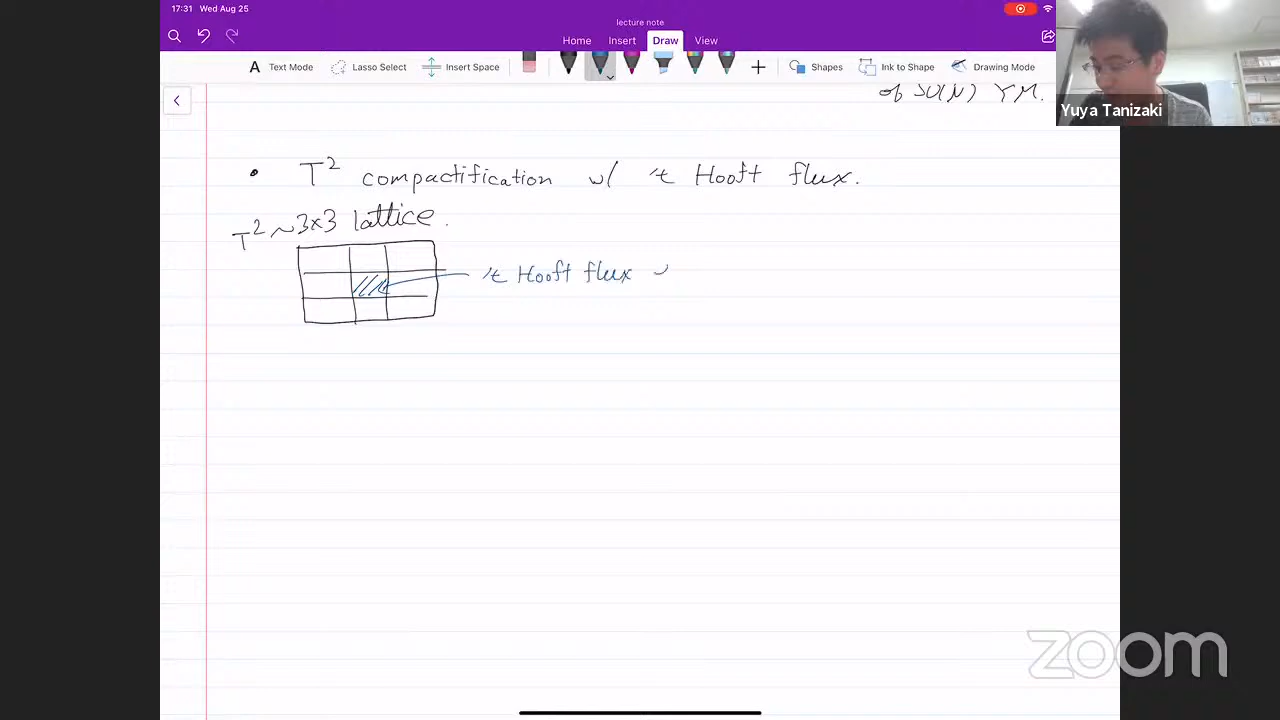 17:31 Wed Aug 25
lecture note
Home Insert Draw View
Text Mode Lasso Select Insert Space Shapes Ink to Shape Drawing Mode
of SU(N) YM.
Yuya Tanizaki
• T² compactification w/ 't Hooft flux.
T² ~ 3×3 lattice.
't Hooft flux
zoom